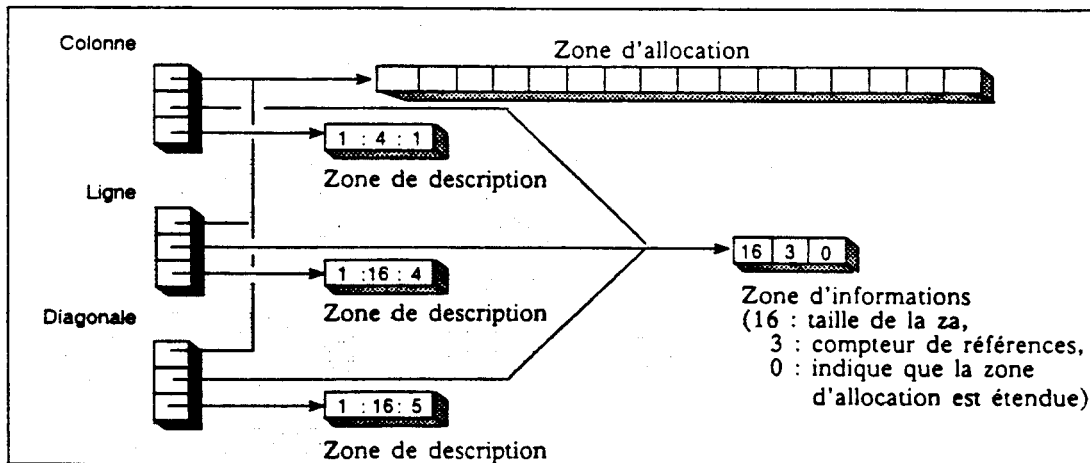 Colonne
Zone d'allocation
1 : 4 : 1
Zone de description
Ligne
16 3 0
1 :16 : 4
Zone de description
Zone d'informations
(16 : taille de la za,
3 : compteur de références,
0 : indique que la zone
d'allocation est étendue)
Diagonale
1 :16: 5
Zone de description